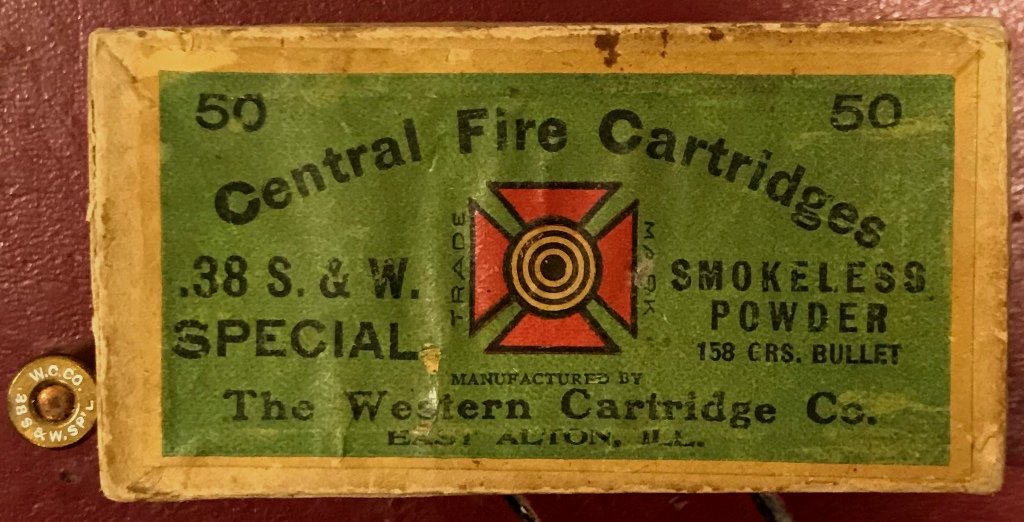 50 50
Central Fire Cartridges
.38 S. & W.
SPECIAL.
TRADE MARK
SMOKELESS
POWDER
158 GRS. BULLET
MANUFACTURED BY
The Western Cartridge Co.
EAST ALTON, ILL.
W.C.CO.
38 S & W. SP'L